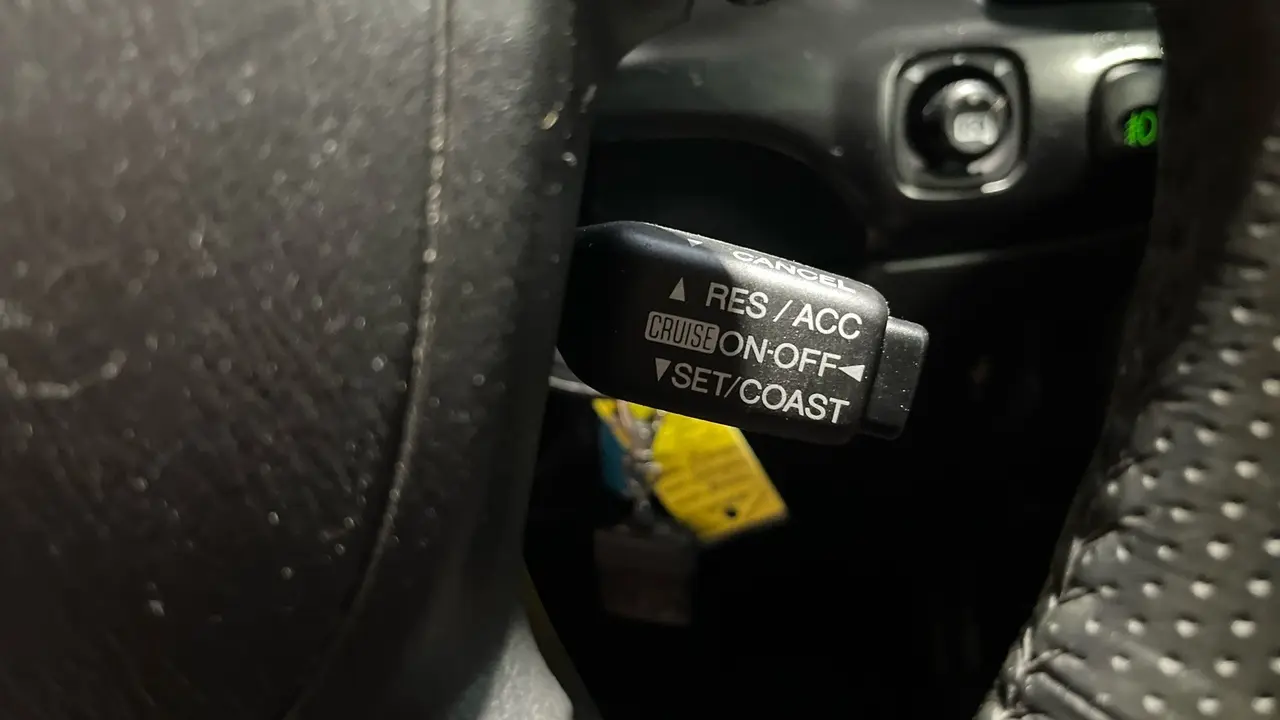 CANCEL
▲ RES / ACC
CRUISE ON·OFF◄
▼SET/COAST